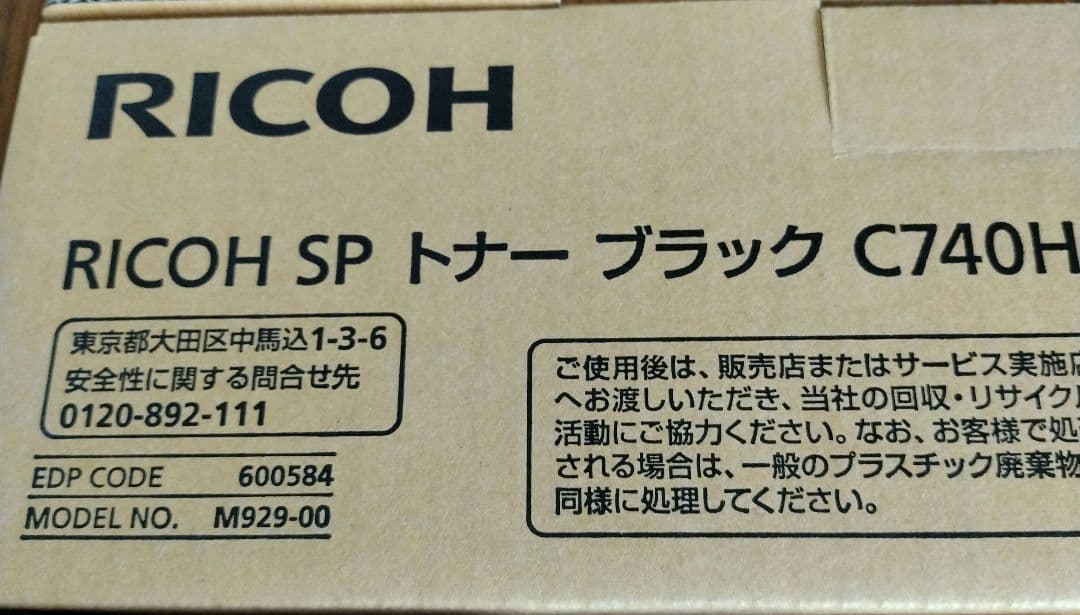 RICOH
RICOH SP トナー ブラック C740H
東京都大田区中馬込1-3-6
安全性に関する問合せ先
0120-892-111
EDP CODE 600584
MODEL NO. M929-00
ご使用後は、販売店またはサービス実施店
へお渡しいただき、当社の回収・リサイクル
活動にご協力ください。なお、お客様で処理
される場合は、一般のプラスチック廃棄物
同様に処理してください。